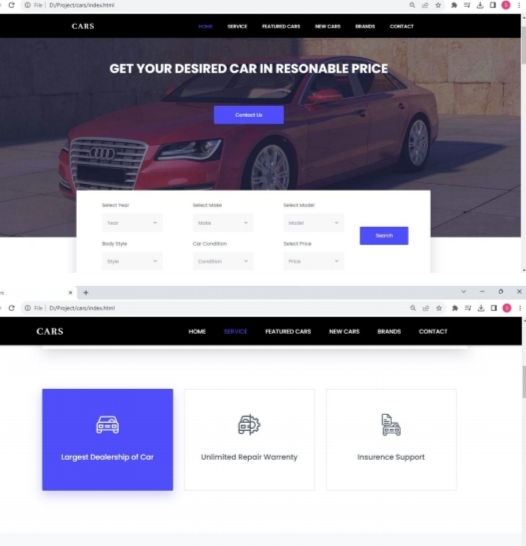 File | D:/Project/cars/index.html
CARS HOME SERVICE FEATURED CARS NEW CARS BRANDS CONTACT
GET YOUR DESIRED CAR IN RESONABLE PRICE
Contact Us
Select Year Select Make Select Model
Year Make Model
Search
Body Style Car Condition Select Price
Style Condition Price
File | D:/Project/cars/index.html
CARS HOME SERVICE FEATURED CARS NEW CARS BRANDS CONTACT
Largest Dealership of Car Unlimited Repair Warrenty Insurence Support